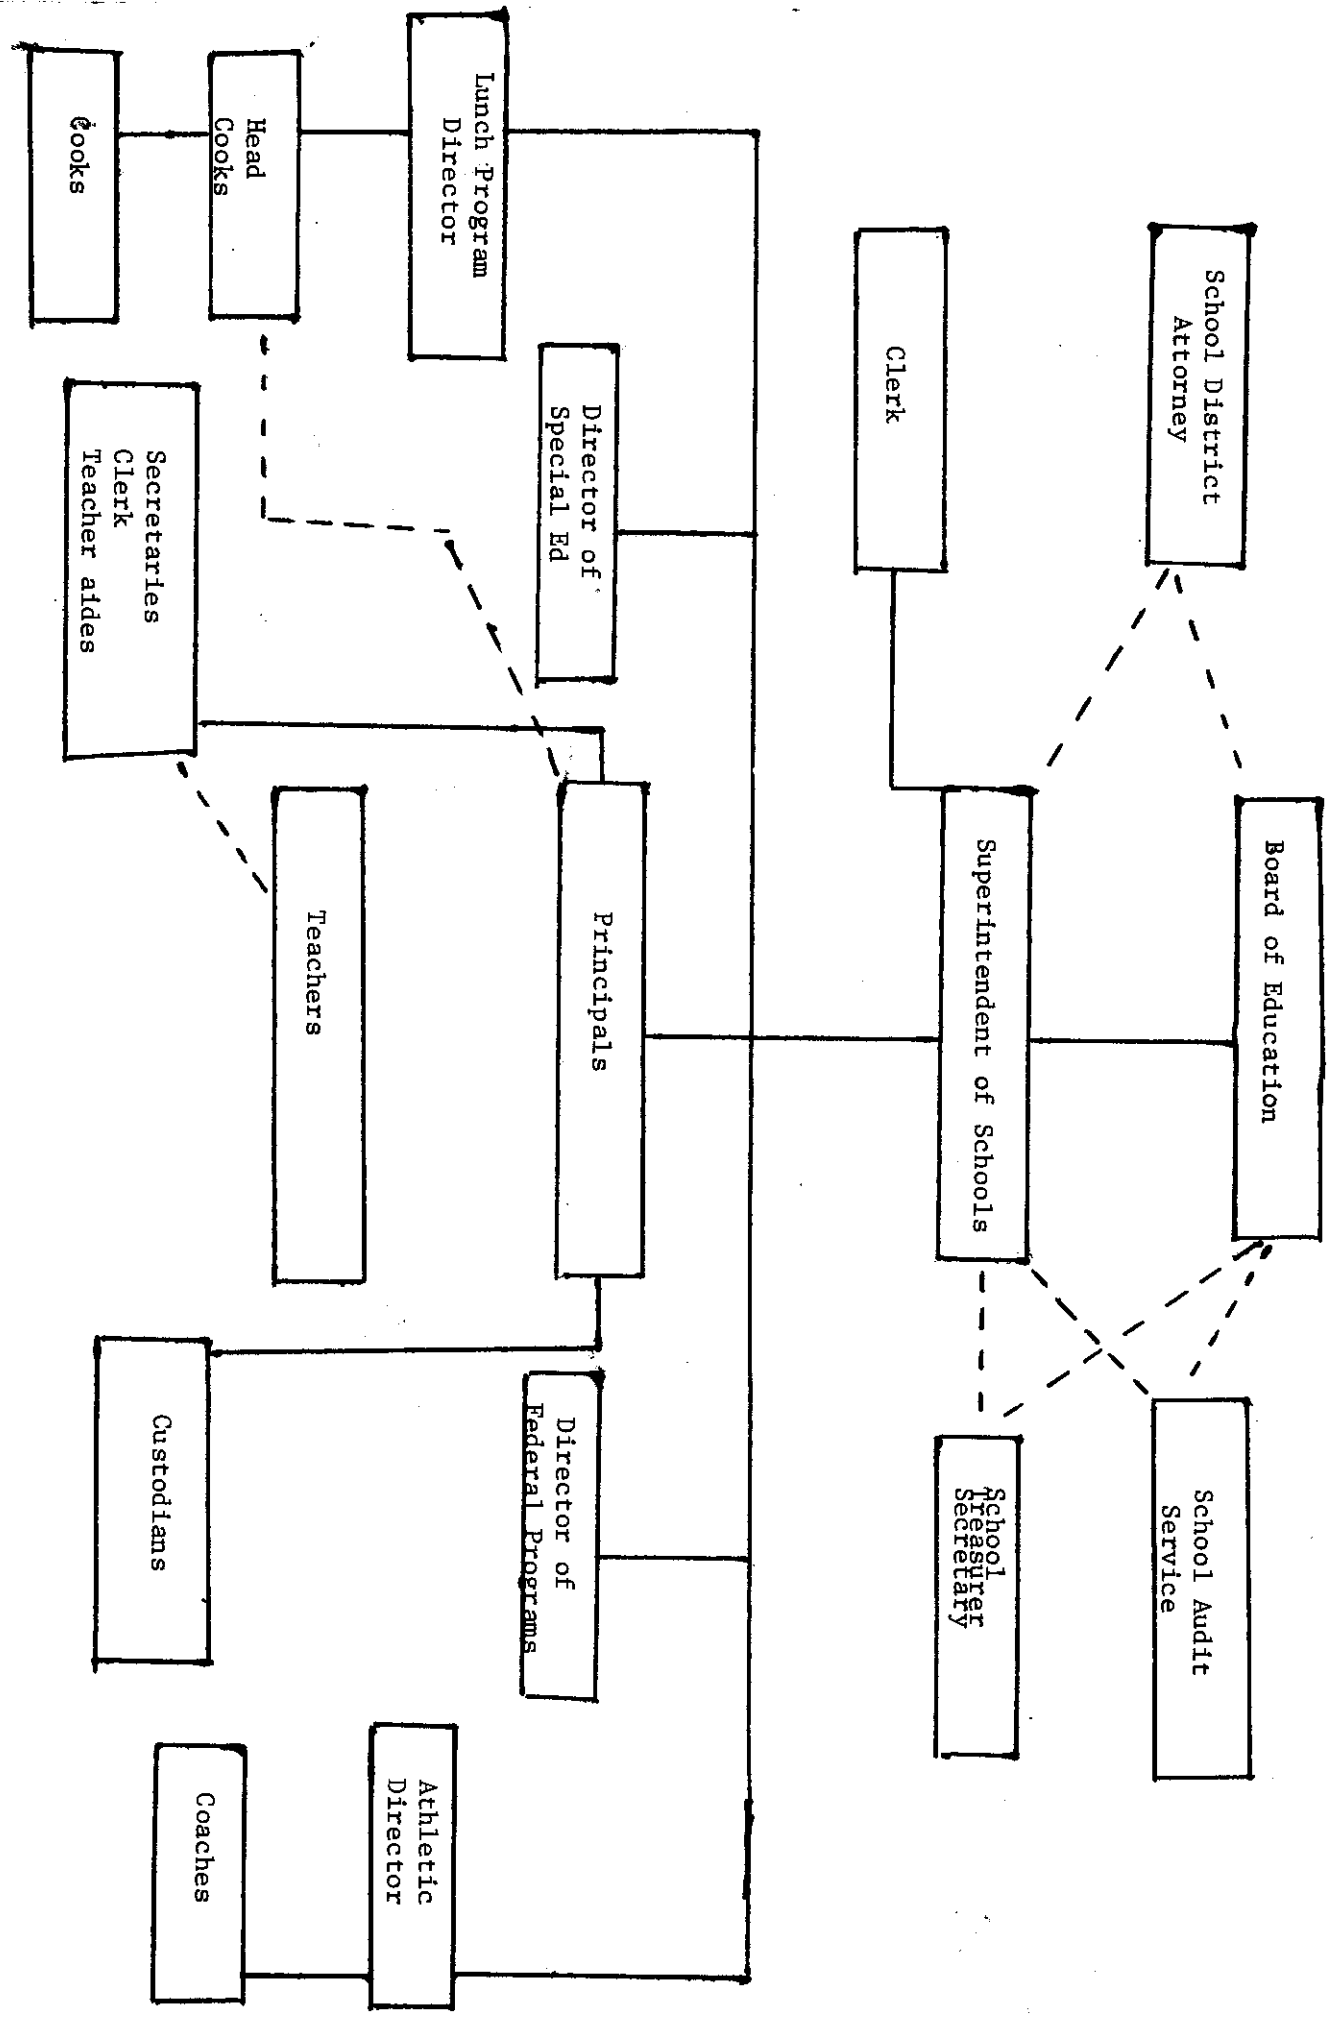 Board of Education
School District
Attorney
School Audit
Service
Clerk
Superintendent of Schools
School
Treasurer
Secretary
Lunch Program
Director
Director of
Special Ed
Principals
Director of
Federal Programs
Athletic
Director
Head
Cooks
Teachers
Cooks
Secretaries
Clerk
Teacher aides
Custodians
Coaches